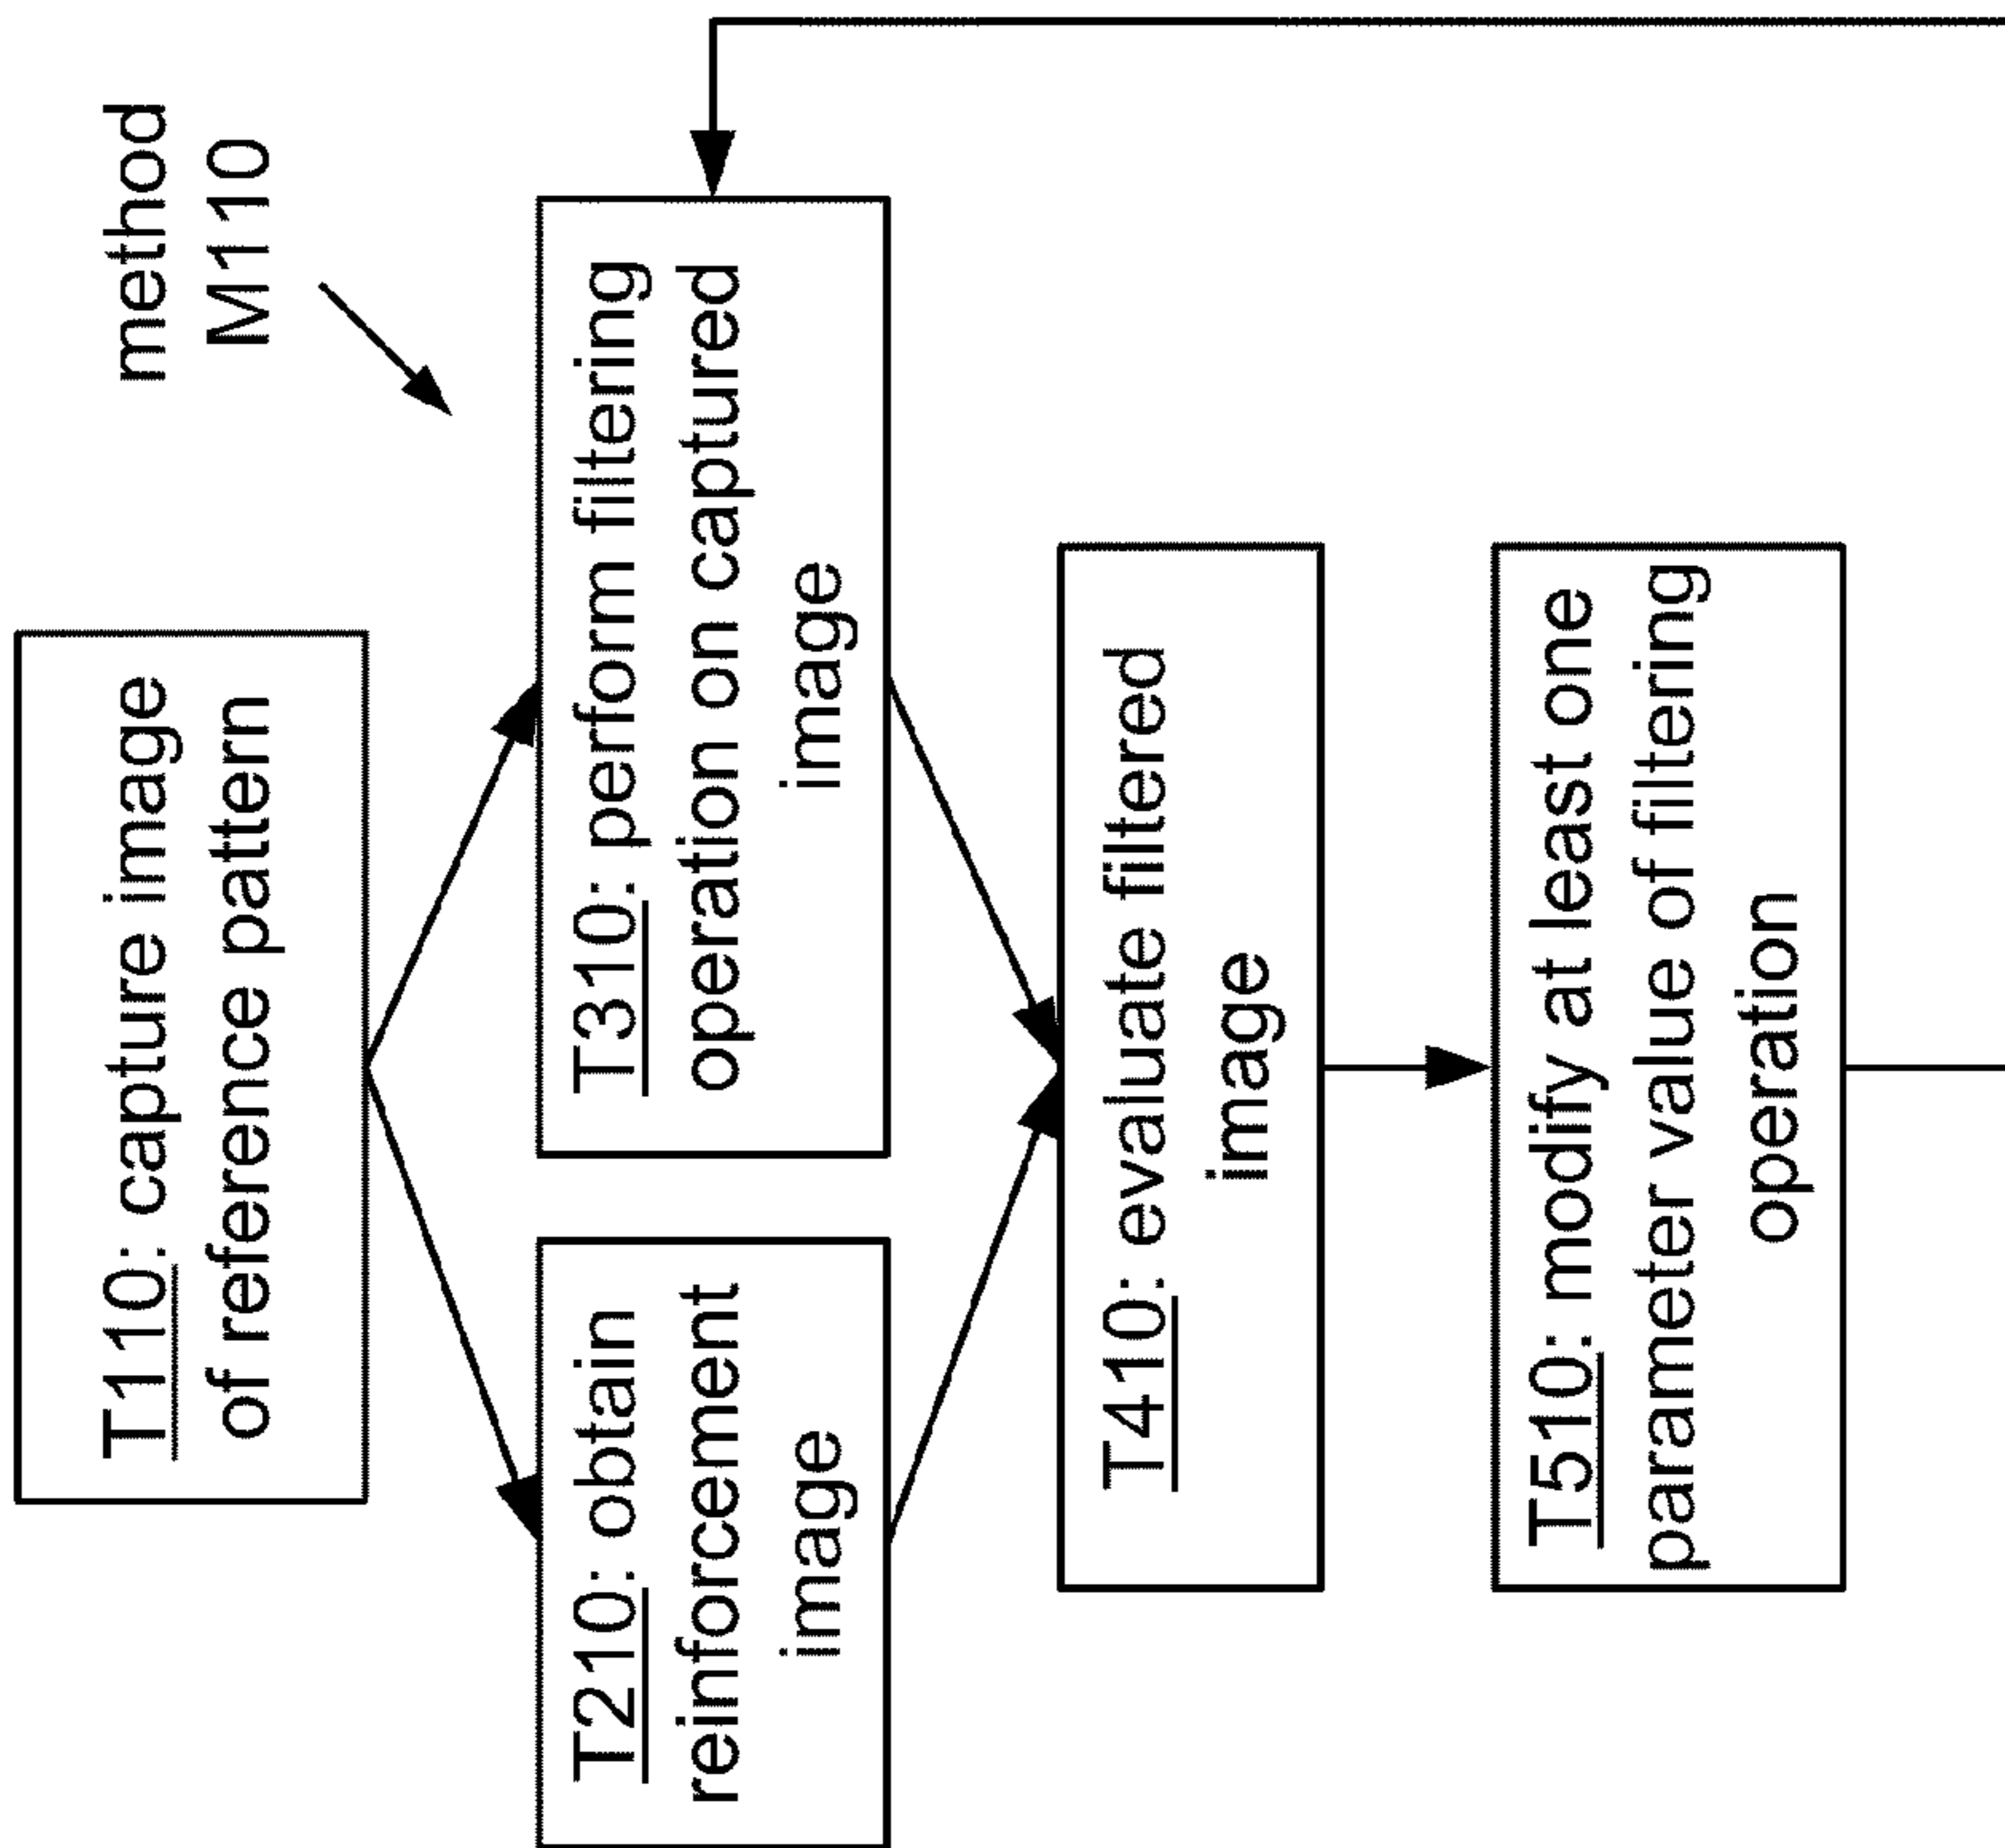 method
M110
T110: capture image
of reference pattern
T210: obtain
reinforcement
image
T310: perform filtering
operation on captured
image
T410: evaluate filtered
image
T510: modify at least one
parameter value of filtering
operation